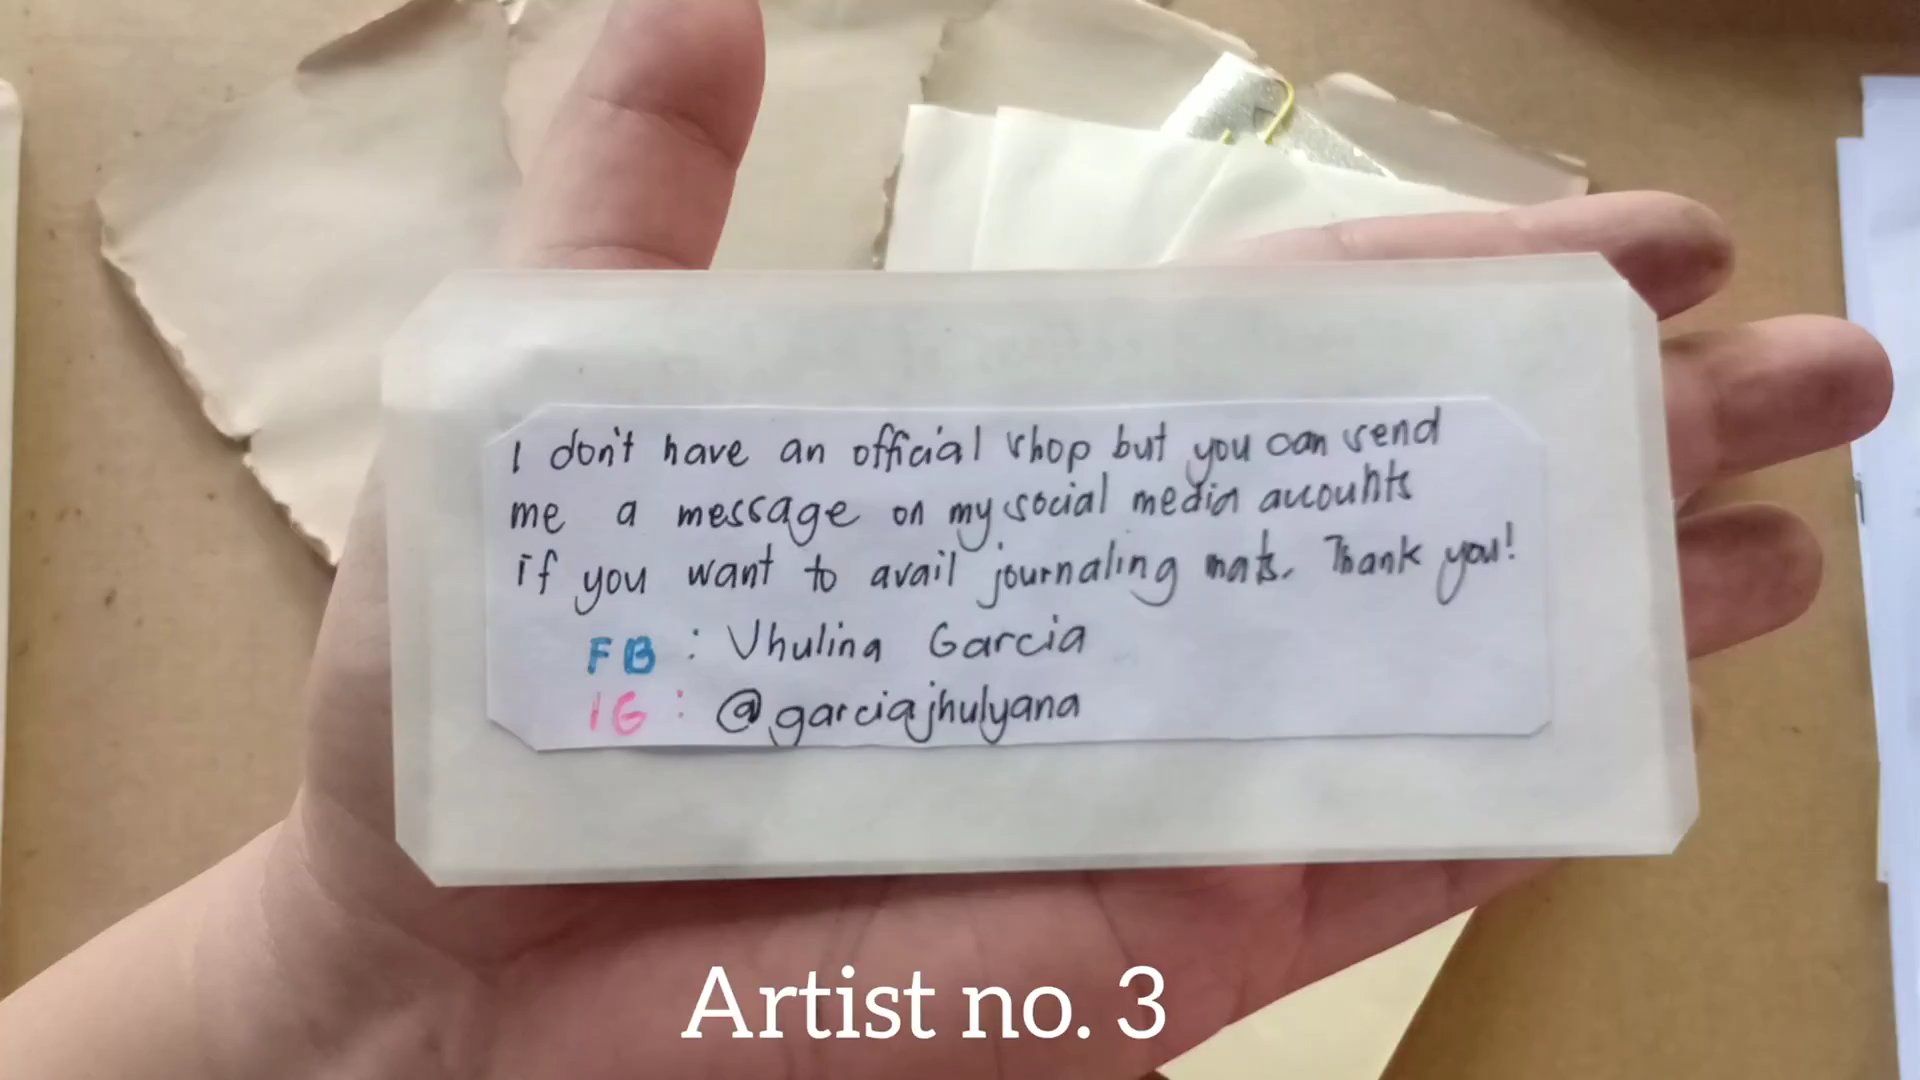 I don't have an official shop but you can send
me a message on my social media accounts
if you want to avail journaling mats. Thank you!
FB : Vhulina Garcia
IG : @garciajhulyana
Artist no. 3